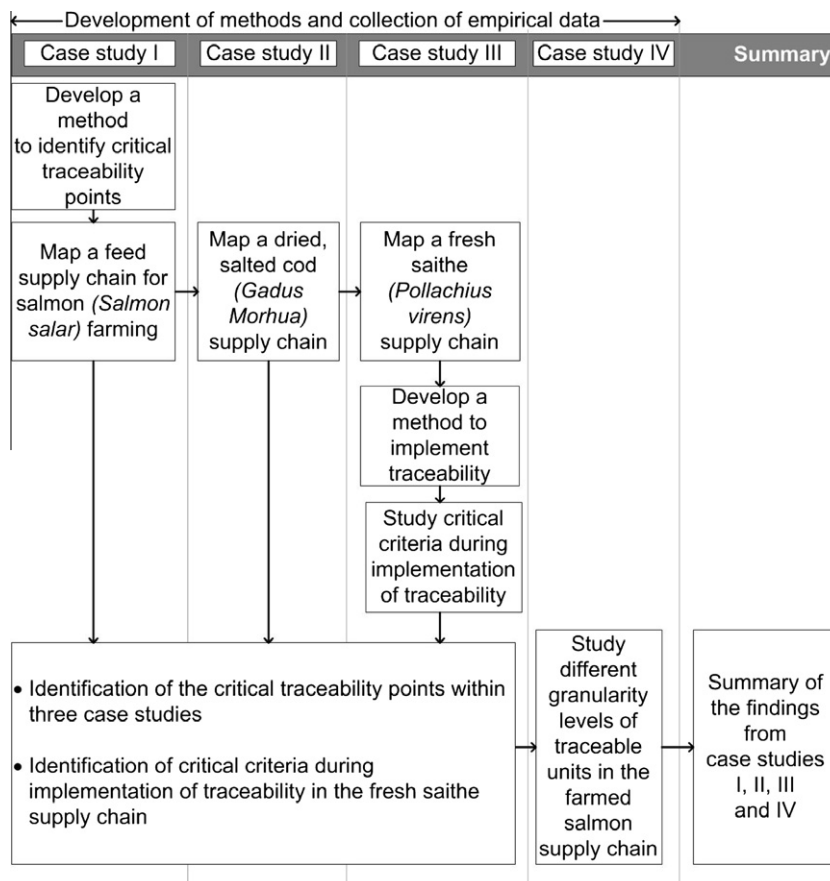 Development of methods and collection of empirical data
Case study I
Case study II
Case study III
Case study IV
Summary
Develop a
method
to identify critical
traceability
points
Map a feed
supply chain for
salmon (Salmon
salar) farming
Map a dried,
salted cod
(Gadus
Morhua)
supply chain
Map a fresh
saithe
(Pollachius
virens)
supply chain
Develop a
method to
implement
traceability
Study critical
criteria during
implementation
of traceability
• Identification of the critical traceability points within
three case studies
• Identification of critical criteria during
implementation of traceability in the fresh saithe
supply chain
Study
different
granularity
levels of
traceable
units in the
farmed
salmon
supply chain
Summary of
the findings
from
case studies
I, II, III
and IV